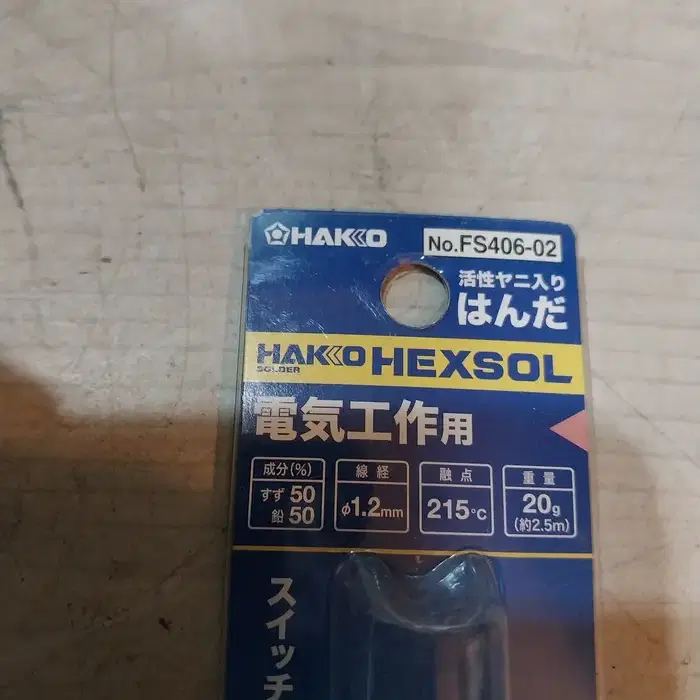 HAKKO
No.FS406-02
活性ヤニ入り
はんだ
HAKKO HEXSOL
SOLDER
電気工作用
成分(%)
すず 50
鉛 50
線経
φ1.2mm
融点
215℃
重量
20g
(約2.5m)
スイッチ